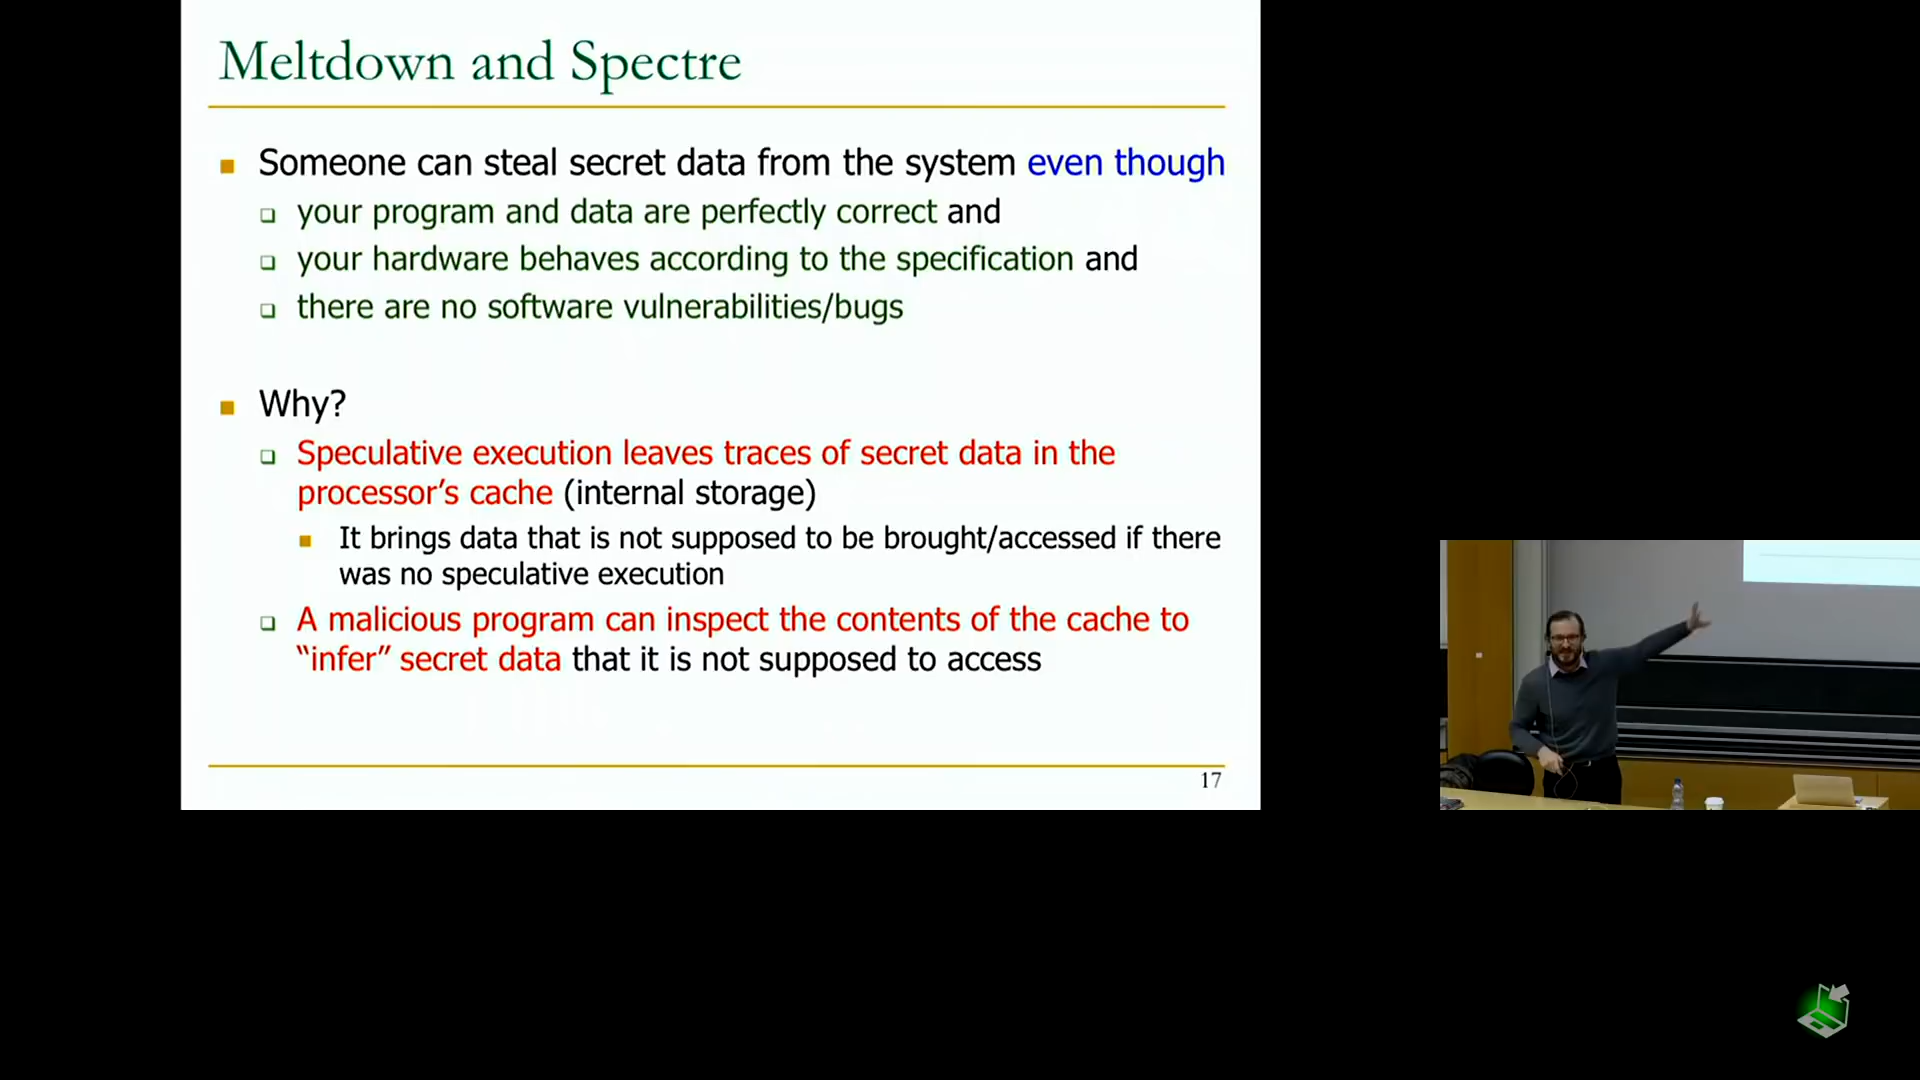 Meltdown and Spectre
Someone can steal secret data from the system even though
your program and data are perfectly correct and
your hardware behaves according to the specification and
there are no software vulnerabilities/bugs
Why?
Speculative execution leaves traces of secret data in the
processor’s cache (internal storage)
It brings data that is not supposed to be brought/accessed if there
was no speculative execution
A malicious program can inspect the contents of the cache to
“infer” secret data that it is not supposed to access
17